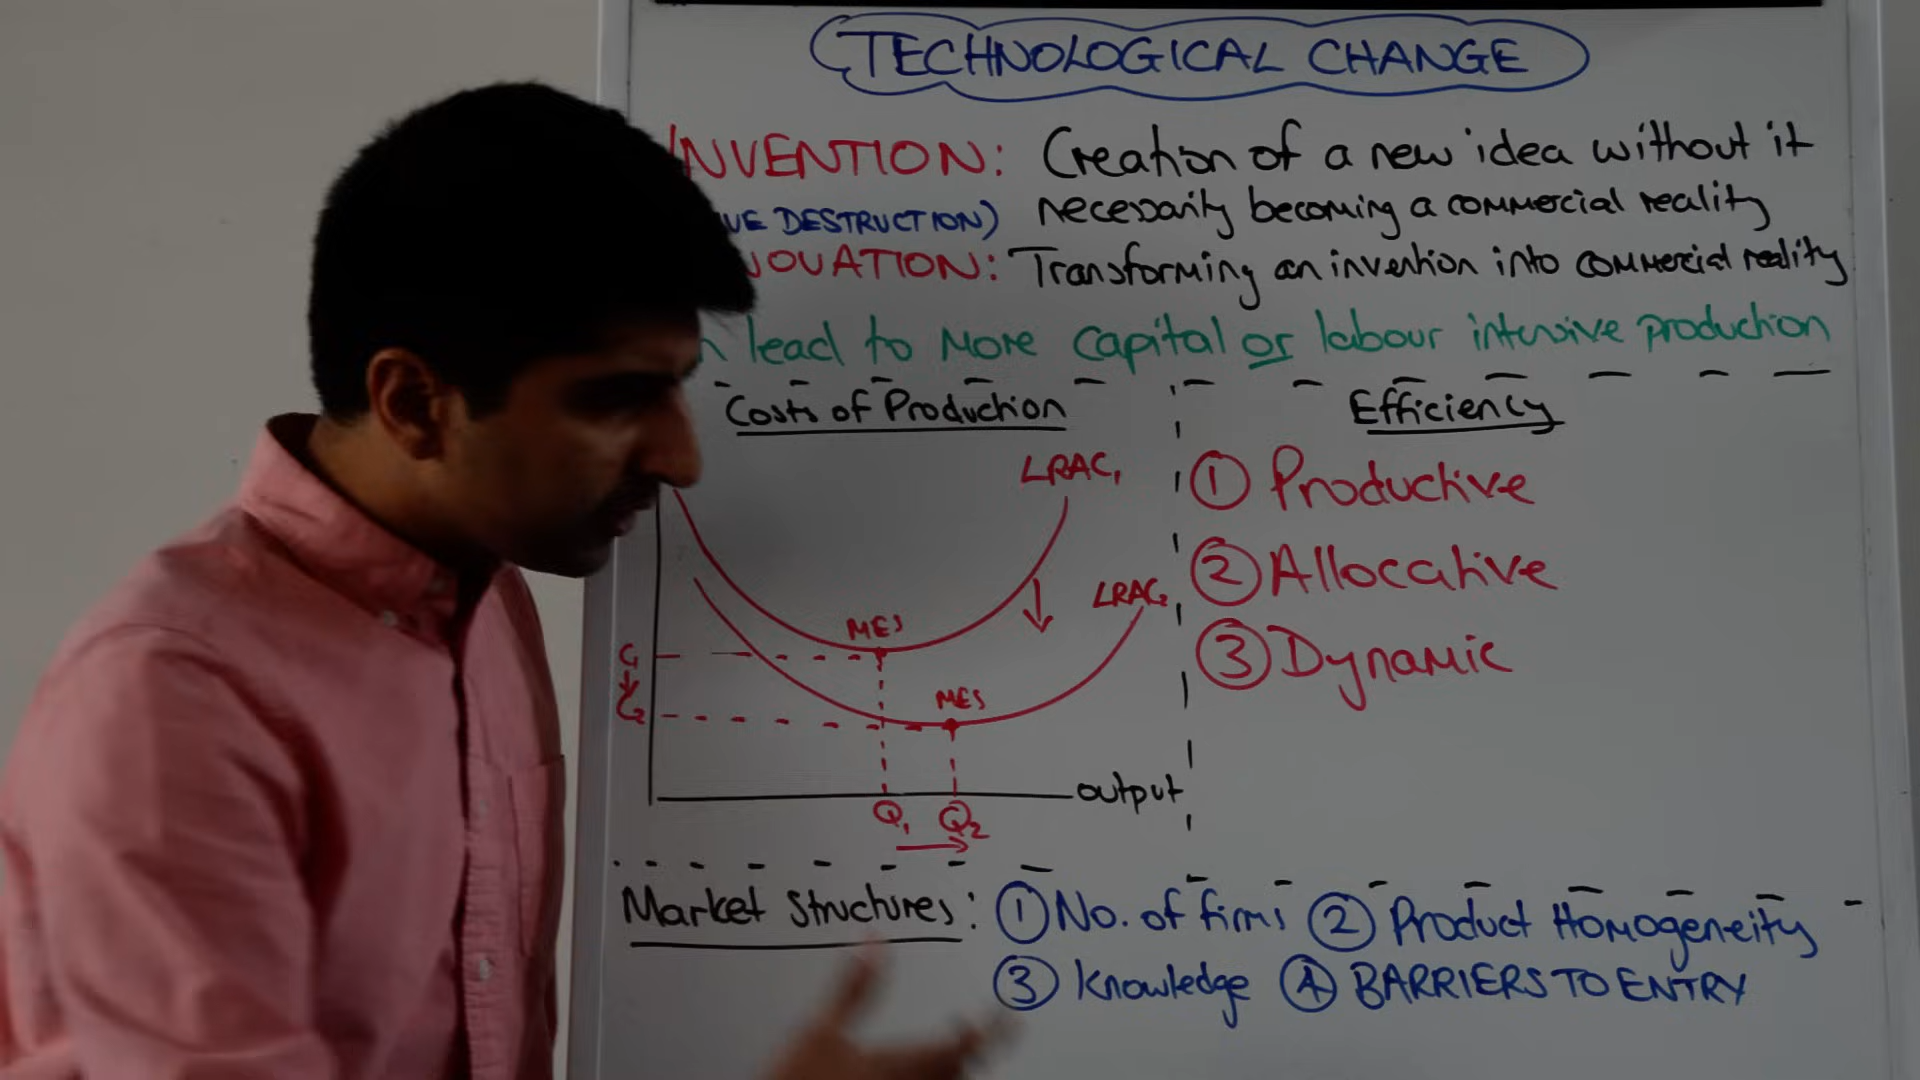 TECHNOLOGICAL CHANGE
INVENTION: Creation of a new idea without it
DESTRUCTION) necessarily becoming a commercial reality
NOVATION: Transforming an invention into commercial reality
lead to more capital or labour intensive production
Costs of Production
Efficiency
LRAC1
① Productive
② Allocative
LRAC2
③ Dynamic
MES
C1
MES
C2
output
Q1 Q2
Market Structures: ① No. of firms ② Product Homogeneity
③ Knowledge ④ BARRIERS TO ENTRY